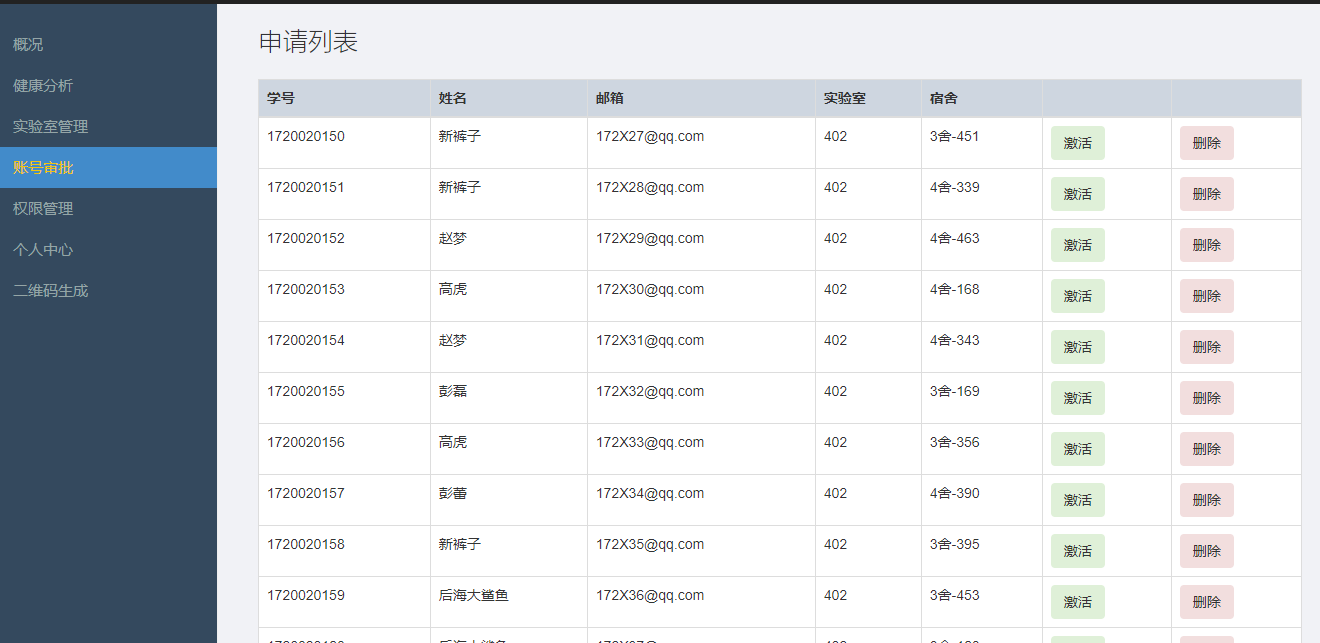 概况
健康分析
实验室管理
账号审批
权限管理
个人中心
二维码生成
申请列表
学号 姓名 邮箱 实验室 宿舍
1720020150 新裤子 172X27@qq.com 402 3舍-451 激活 删除
1720020151 新裤子 172X28@qq.com 402 4舍-339 激活 删除
1720020152 赵梦 172X29@qq.com 402 4舍-463 激活 删除
1720020153 高虎 172X30@qq.com 402 4舍-168 激活 删除
1720020154 赵梦 172X31@qq.com 402 4舍-343 激活 删除
1720020155 彭磊 172X32@qq.com 402 3舍-169 激活 删除
1720020156 高虎 172X33@qq.com 402 3舍-356 激活 删除
1720020157 彭蕾 172X34@qq.com 402 4舍-390 激活 删除
1720020158 新裤子 172X35@qq.com 402 3舍-395 激活 删除
1720020159 后海大鲨鱼 172X36@qq.com 402 3舍-453 激活 删除